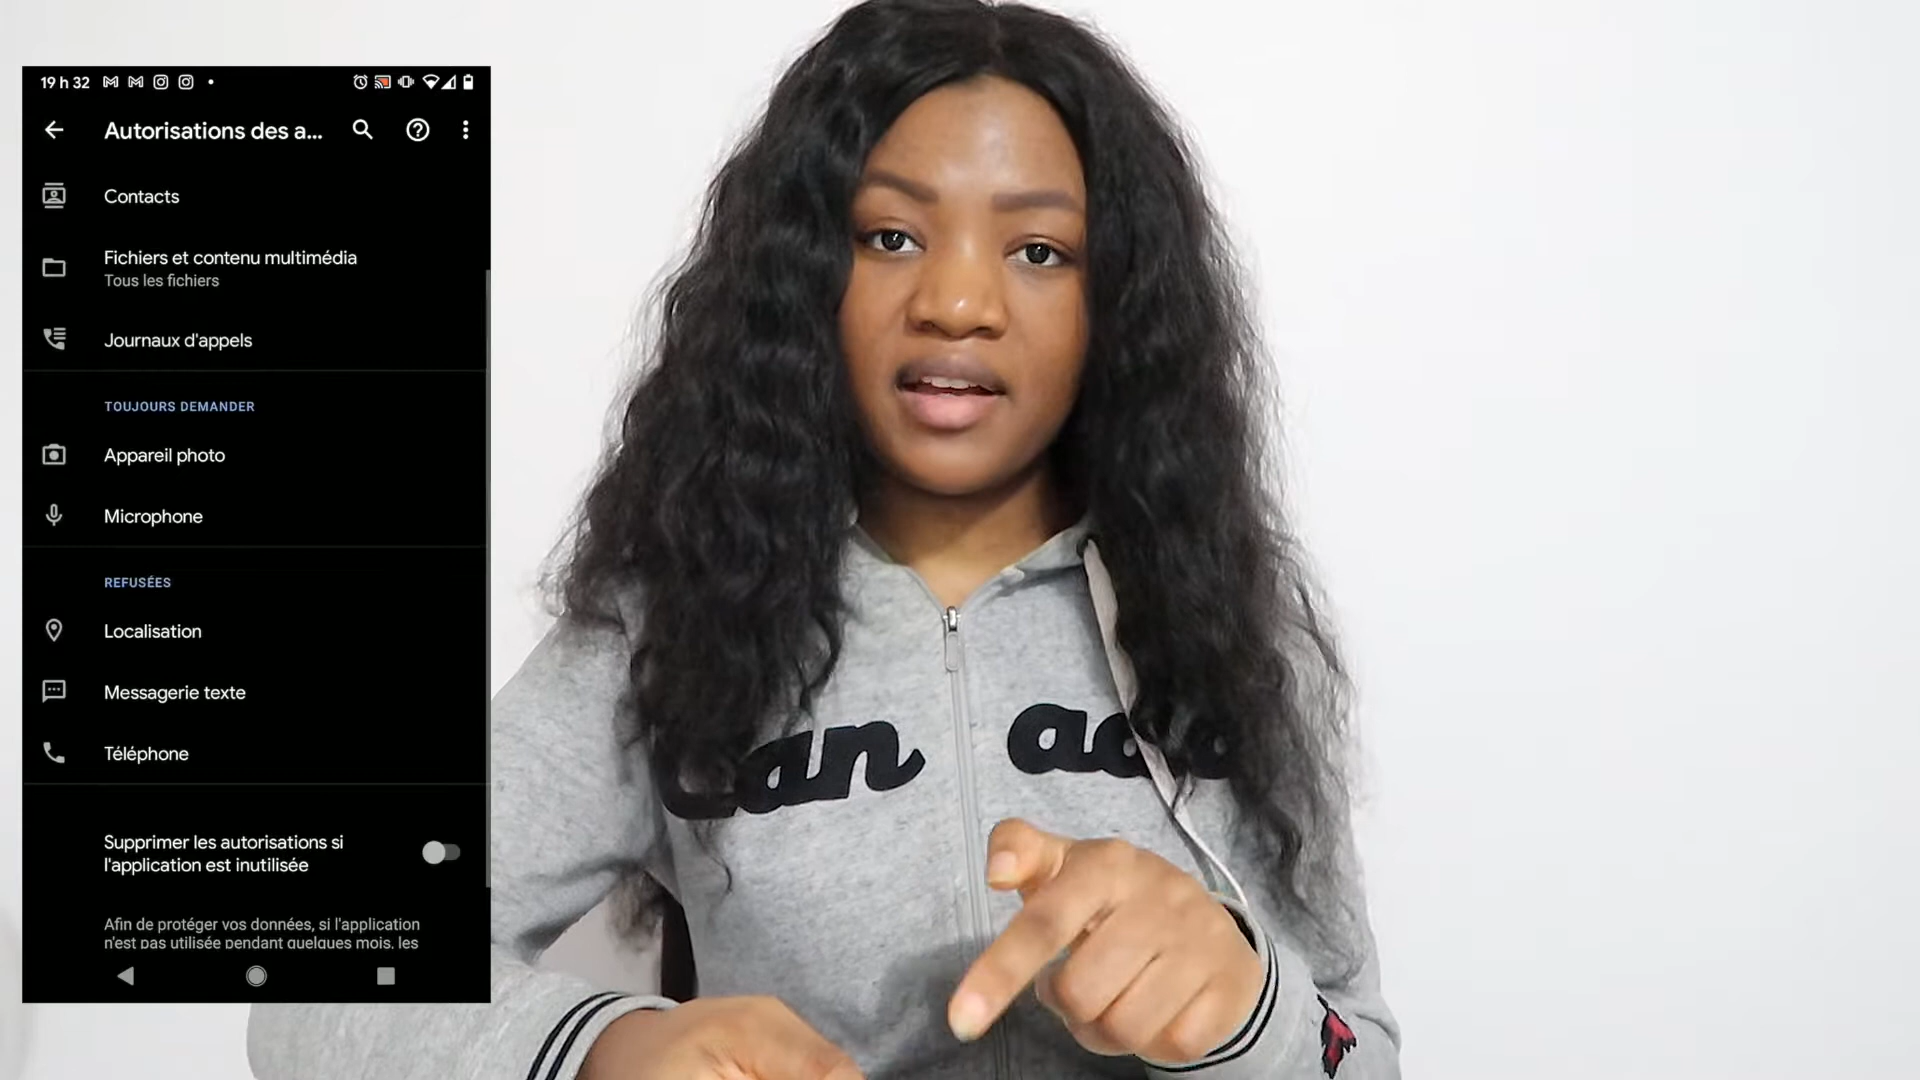 19 h 32
Autorisations des a...
Contacts
Fichiers et contenu multimédia
Tous les fichiers
Journaux d'appels
TOUJOURS DEMANDER
Appareil photo
Microphone
REFUSÉES
Localisation
Messagerie texte
Téléphone
Supprimer les autorisations si
l'application est inutilisée
Afin de protéger vos données, si l'application
n'est pas utilisée pendant quelques mois, les
Can ada